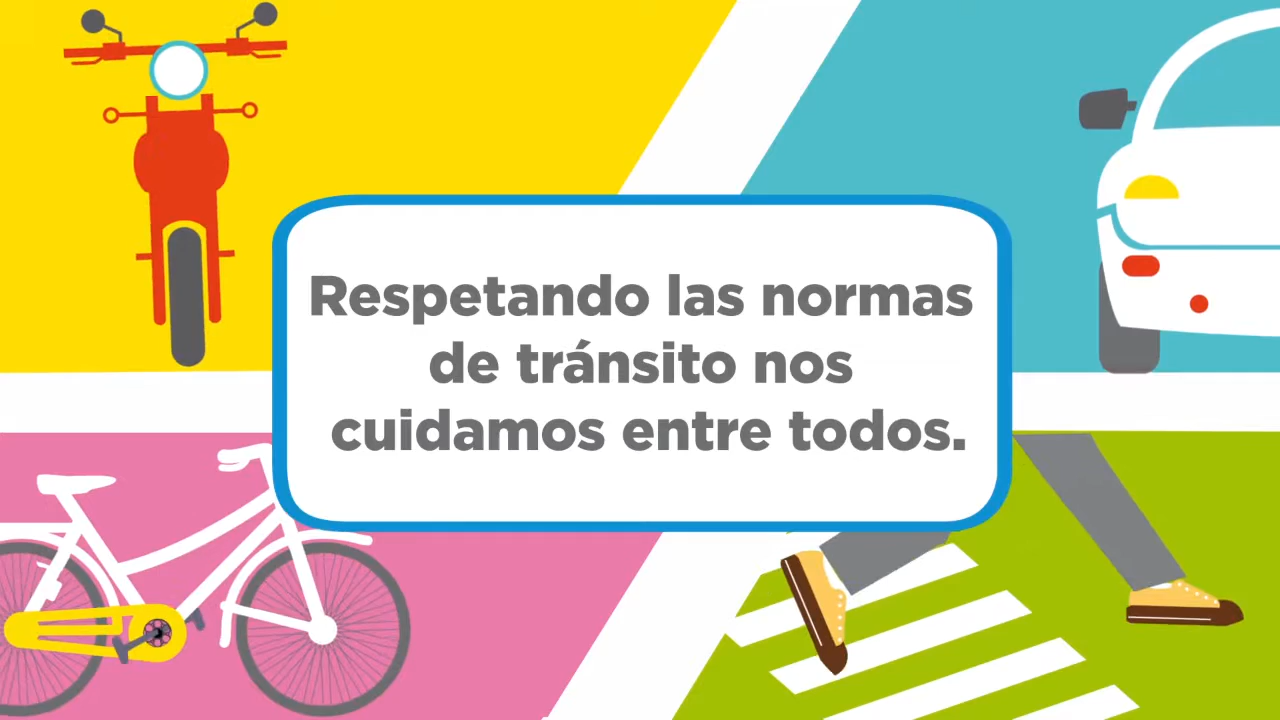 Respetando las normas
de tránsito nos
cuidamos entre todos.